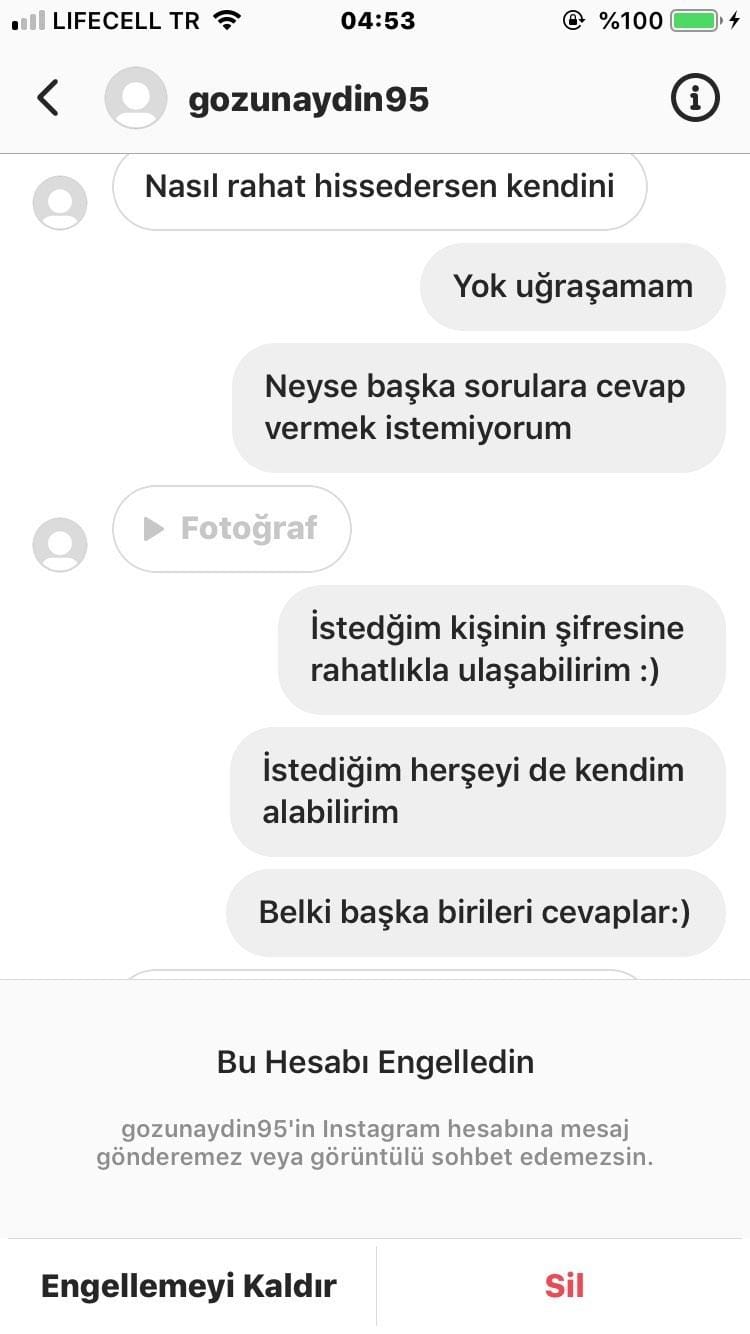 LIFECELL TR 04:53 %100
gozunaydin95
Nasıl rahat hissedersen kendini
Yok uğraşamam
Neyse başka sorulara cevap
vermek istemiyorum
Fotoğraf
İstedğim kişinin şifresine
rahatlıkla ulaşabilirim :)
İstediğim herşeyi de kendim
alabilirim
Belki başka birileri cevaplar:)
Bu Hesabı Engelledin
gozunaydin95'in Instagram hesabına mesaj
gönderemez veya görüntülü sohbet edemezsin.
Engellemeyi Kaldır Sil